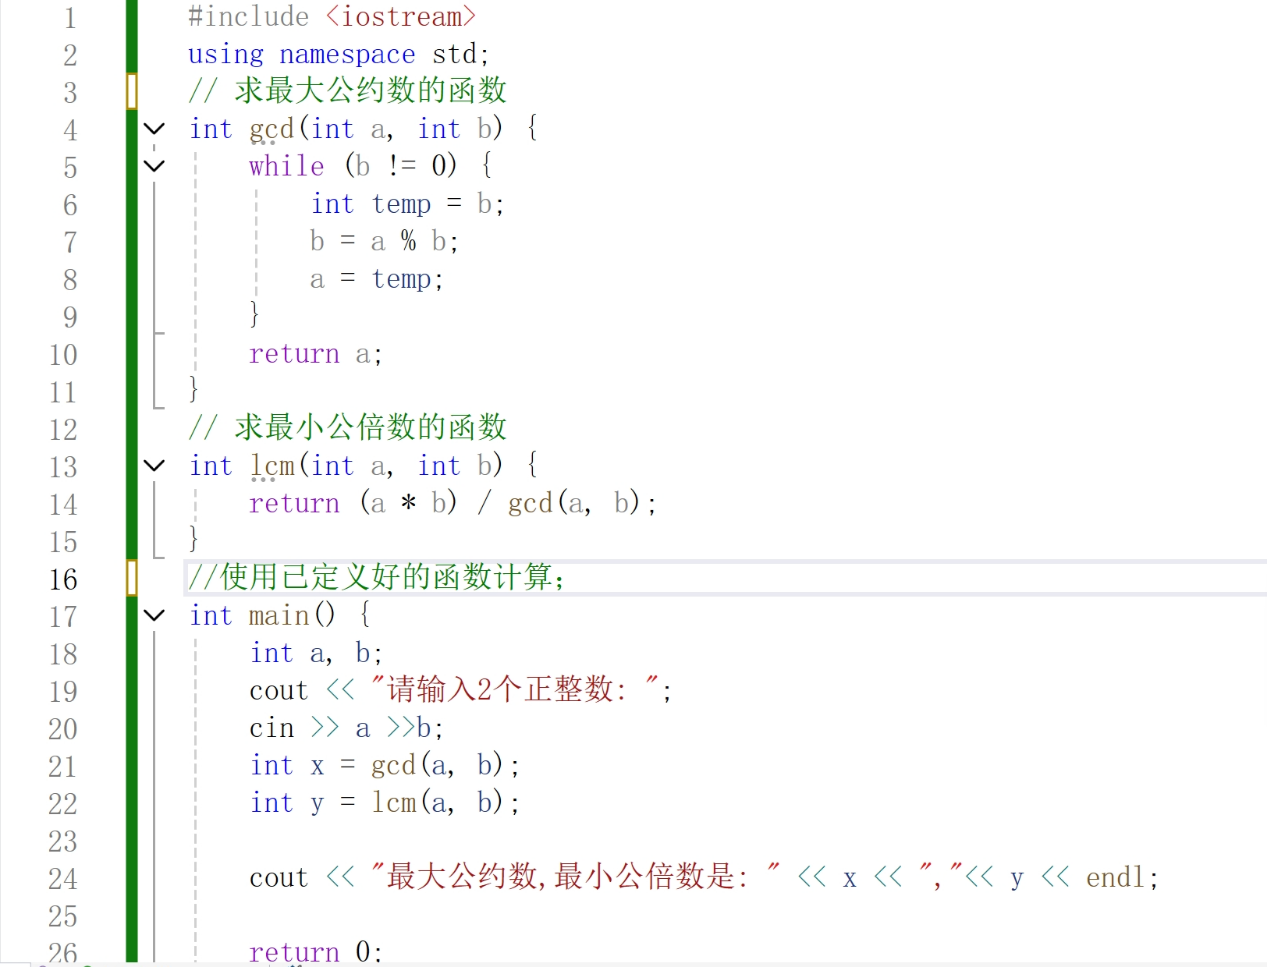 1 #include <iostream>
2 using namespace std;
3 // 求最大公约数的函数
4 int gcd(int a, int b) {
5 while (b != 0) {
6 int temp = b;
7 b = a % b;
8 a = temp;
9 }
10 return a;
11 }
12 // 求最小公倍数的函数
13 int lcm(int a, int b) {
14 return (a * b) / gcd(a, b);
15 }
16 //使用已定义好的函数计算;
17 int main() {
18 int a, b;
19 cout << "请输入2个正整数: ";
20 cin >> a >>b;
21 int x = gcd(a, b);
22 int y = lcm(a, b);
23
24 cout << "最大公约数,最小公倍数是: " << x << ","<< y << endl;
25
26 return 0;